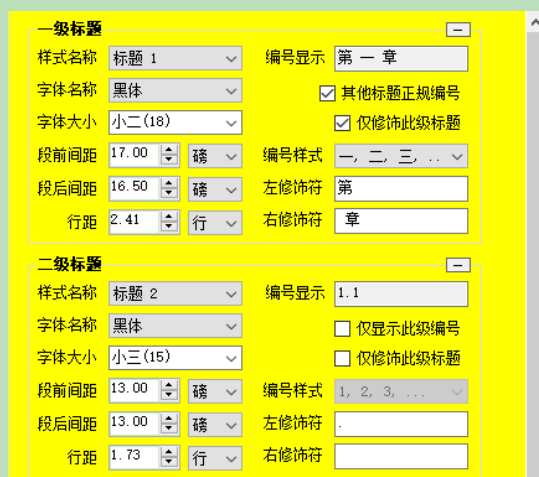 一级标题
样式名称 标题 1 编号显示 第 一 章
字体名称 黑体 其他标题正规编号
字体大小 小二(18) 仅修饰此级标题
段前间距 17.00 磅 编号样式 一, 二, 三, ..
段后间距 16.50 磅 左修饰符 第
行距 2.41 行 右修饰符 章
二级标题
样式名称 标题 2 编号显示 1.1
字体名称 黑体 仅显示此级编号
字体大小 小三(15) 仅修饰此级标题
段前间距 13.00 磅 编号样式 1, 2, 3, ...
段后间距 13.00 磅 左修饰符 .
行距 1.73 行 右修饰符